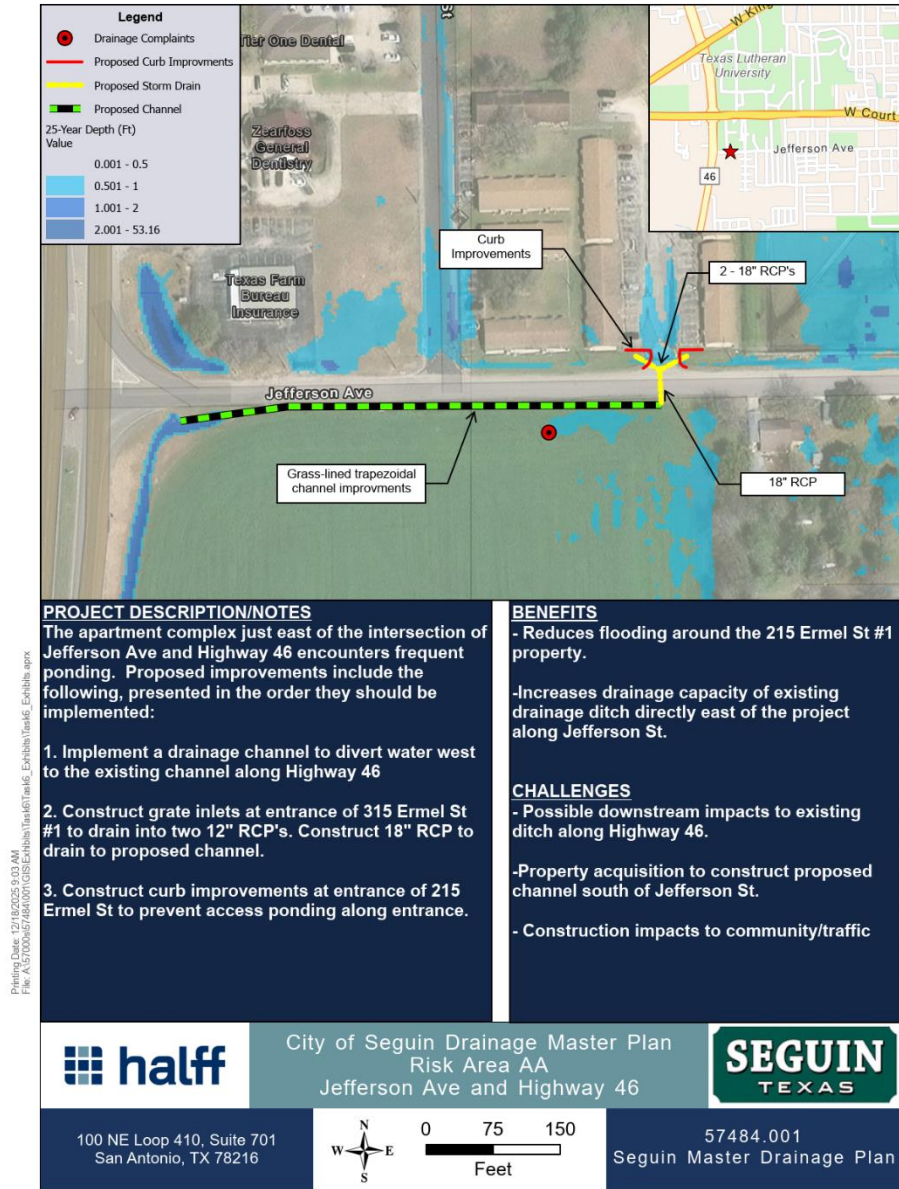 Legend
Drainage Complaints
Proposed Curb Improvments
Proposed Storm Drain
Proposed Channel
25-Year Depth (Ft)
Value
0.001 - 0.5
0.501 - 1
1.001 - 2
2.001 - 53.16
Tier One Dental
St
Zearfoss
General
Dentistry
Texas Farm
Bureau
Insurance
W King
Texas Lutheran
University
W Court
Jefferson Ave
46
Curb
Improvements
2 - 18" RCP's
Jefferson Ave
Grass-lined trapezoidal
channel improvments
18" RCP
PROJECT DESCRIPTION/NOTES
The apartment complex just east of the intersection of
Jefferson Ave and Highway 46 encounters frequent
ponding. Proposed improvements include the
following, presented in the order they should be
implemented:
1. Implement a drainage channel to divert water west
to the existing channel along Highway 46
2. Construct grate inlets at entrance of 315 Ermel St
#1 to drain into two 12" RCP's. Construct 18" RCP to
drain to proposed channel.
3. Construct curb improvements at entrance of 215
Ermel St to prevent access ponding along entrance.
BENEFITS
- Reduces flooding around the 215 Ermel St #1
property.
-Increases drainage capacity of existing
drainage ditch directly east of the project
along Jefferson St.
CHALLENGES
- Possible downstream impacts to existing
ditch along Highway 46.
-Property acquisition to construct proposed
channel south of Jefferson St.
- Construction impacts to community/traffic
Printing Date: 12/18/2025 9:03 AM
File: A:\57000s\57484\001\GIS\Exhibits\Task6\Task6_Exhibits\Task6_Exhibits.aprx
halff
City of Seguin Drainage Master Plan
Risk Area AA
Jefferson Ave and Highway 46
SEGUIN
TEXAS
100 NE Loop 410, Suite 701
San Antonio, TX 78216
N
W E
S
0 75 150
Feet
57484.001
Seguin Master Drainage Plan